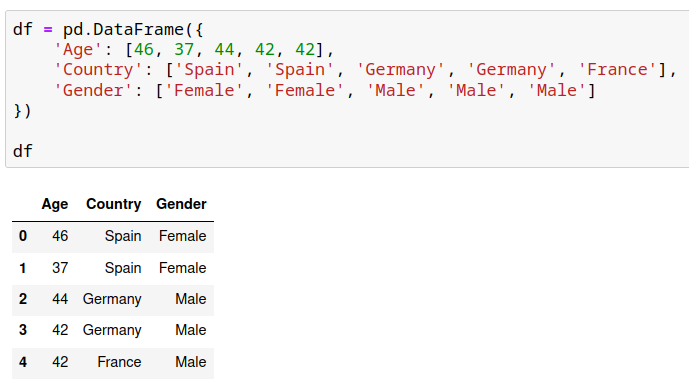 df = pd.DataFrame({
    'Age': [46, 37, 44, 42, 42],
    'Country': ['Spain', 'Spain', 'Germany', 'Germany', 'France'],
    'Gender': ['Female', 'Female', 'Male', 'Male', 'Male']
})

df

Age Country Gender
0 46 Spain Female
1 37 Spain Female
2 44 Germany Male
3 42 Germany Male
4 42 France Male